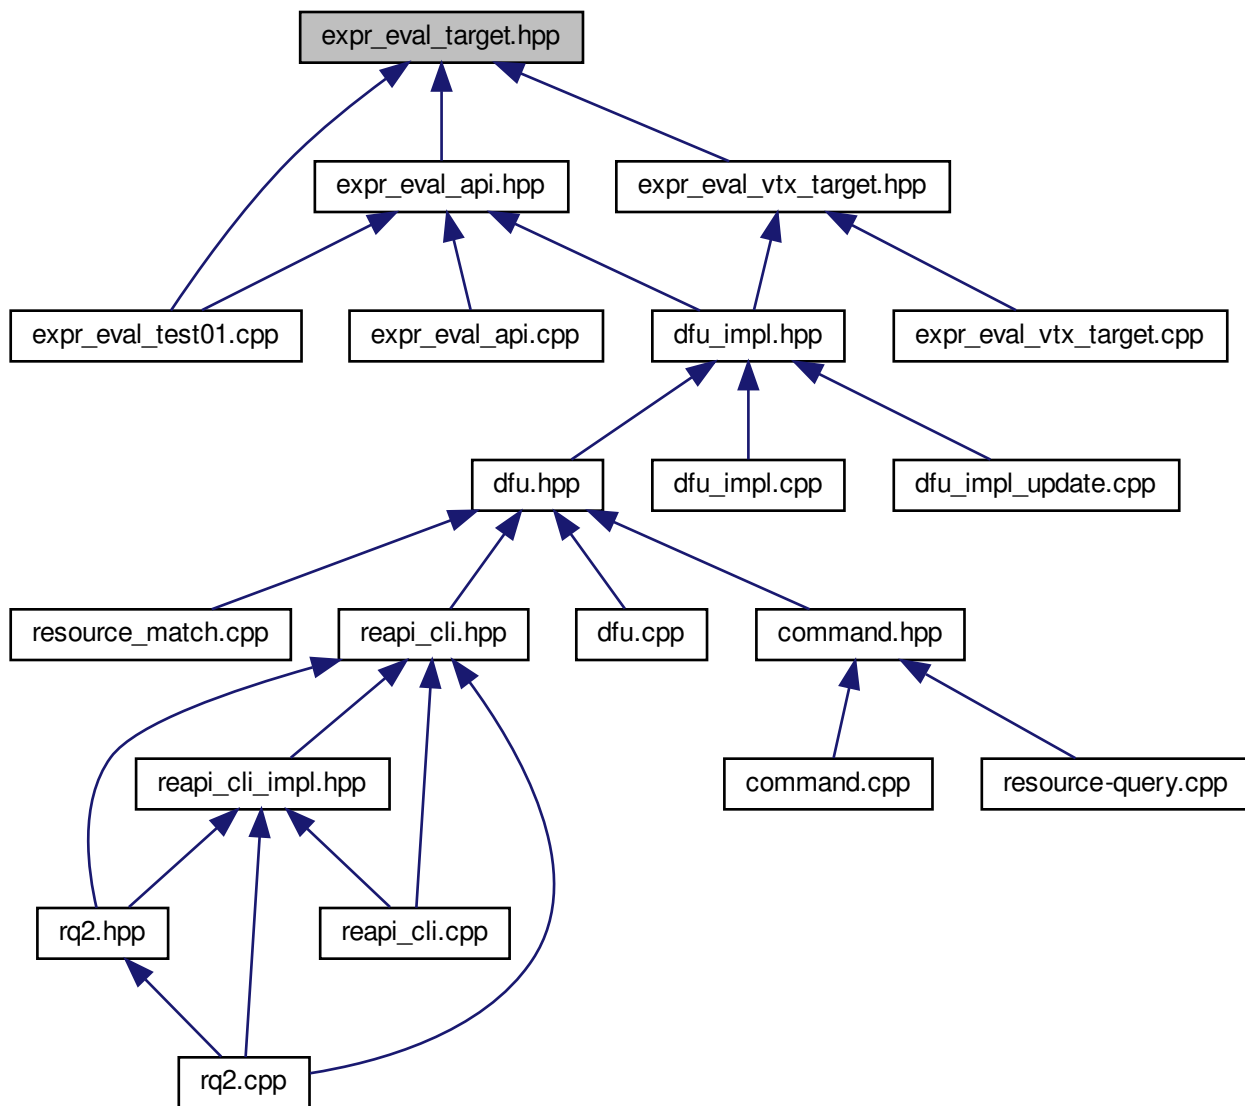 expr_eval_target.hpp
expr_eval_api.hpp
expr_eval_vtx_target.hpp
expr_eval_test01.cpp
expr_eval_api.cpp
dfu_impl.hpp
expr_eval_vtx_target.cpp
dfu.hpp
dfu_impl.cpp
dfu_impl_update.cpp
resource_match.cpp
reapi_cli.hpp
dfu.cpp
command.hpp
reapi_cli_impl.hpp
command.cpp
resource-query.cpp
rq2.hpp
reapi_cli.cpp
rq2.cpp